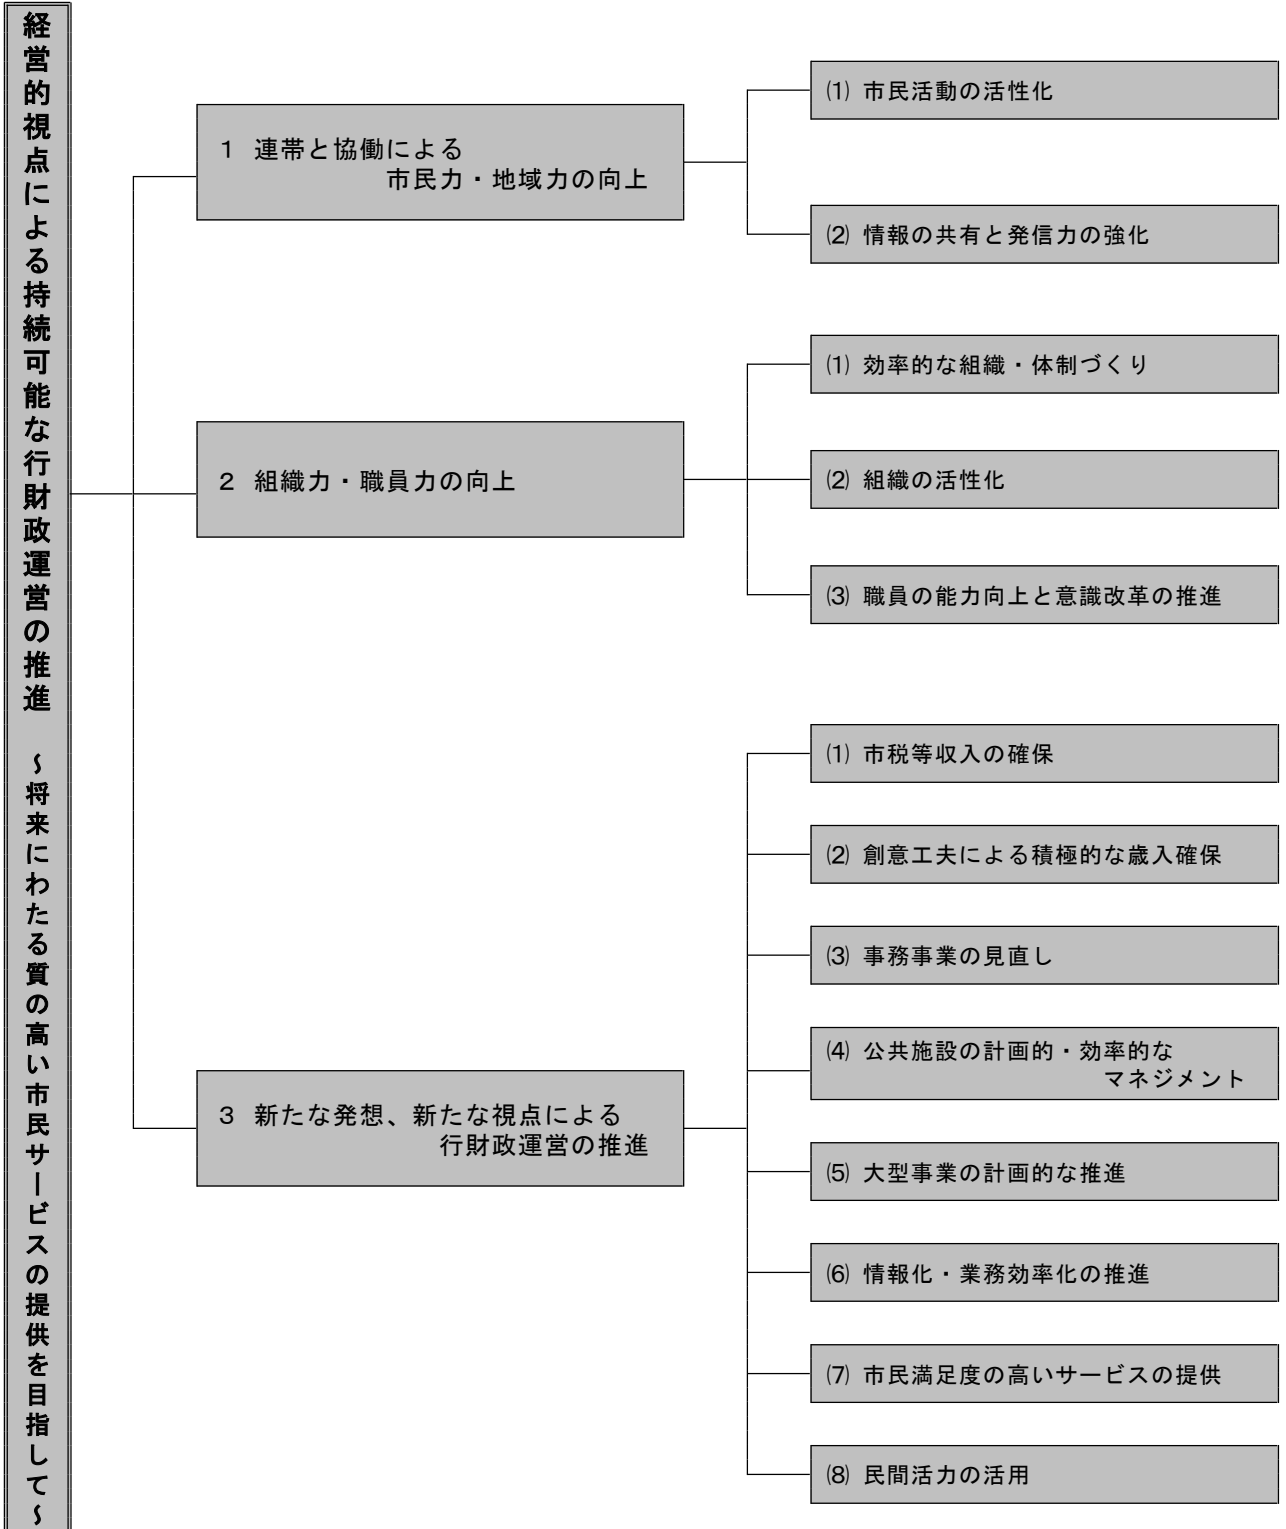 経営的視点による持続可能な行財政運営の推進 ～将来にわたる質の高い市民サービスの提供を目指して～
1 連帯と協働による
市民力・地域力の向上
⑴ 市民活動の活性化
⑵ 情報の共有と発信力の強化
2 組織力・職員力の向上
⑴ 効率的な組織・体制づくり
⑵ 組織の活性化
⑶ 職員の能力向上と意識改革の推進
3 新たな発想、新たな視点による
行財政運営の推進
⑴ 市税等収入の確保
⑵ 創意工夫による積極的な歳入確保
⑶ 事務事業の見直し
⑷ 公共施設の計画的・効率的な
マネジメント
⑸ 大型事業の計画的な推進
⑹ 情報化・業務効率化の推進
⑺ 市民満足度の高いサービスの提供
⑻ 民間活力の活用